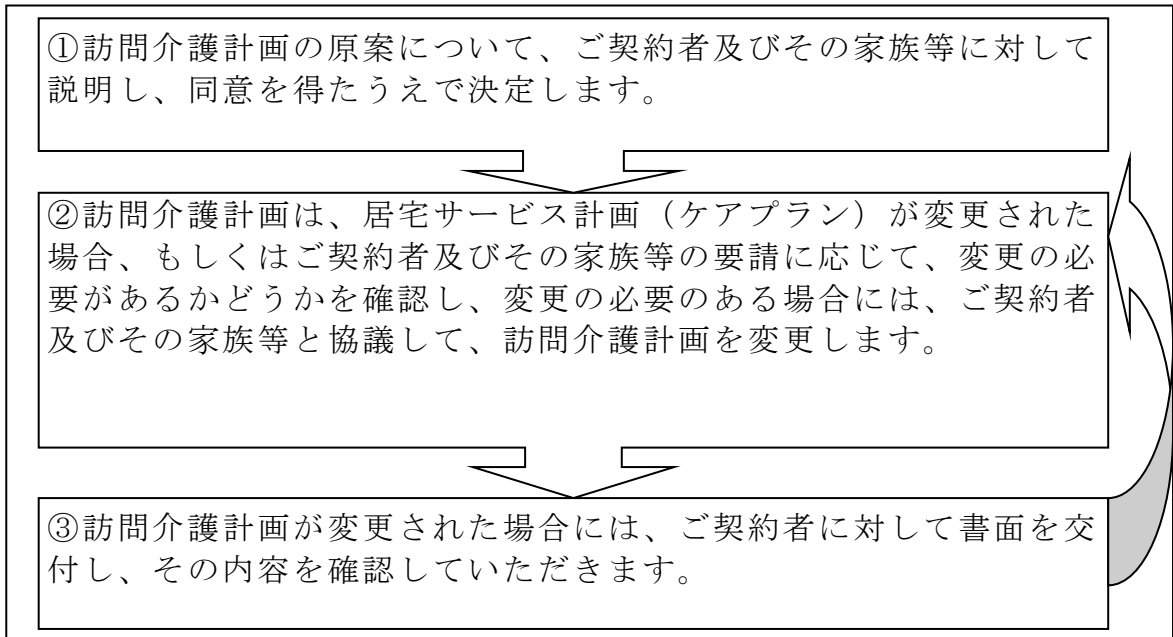 ①訪問介護計画の原案について、ご契約者及びその家族等に対して
説明し、同意を得たうえで決定します。
②訪問介護計画は、居宅サービス計画（ケアプラン）が変更された
場合、もしくはご契約者及びその家族等の要請に応じて、変更の必
要があるかどうかを確認し、変更の必要のある場合には、ご契約者
及びその家族等と協議して、訪問介護計画を変更します。
③訪問介護計画が変更された場合には、ご契約者に対して書面を交
付し、その内容を確認していただきます。